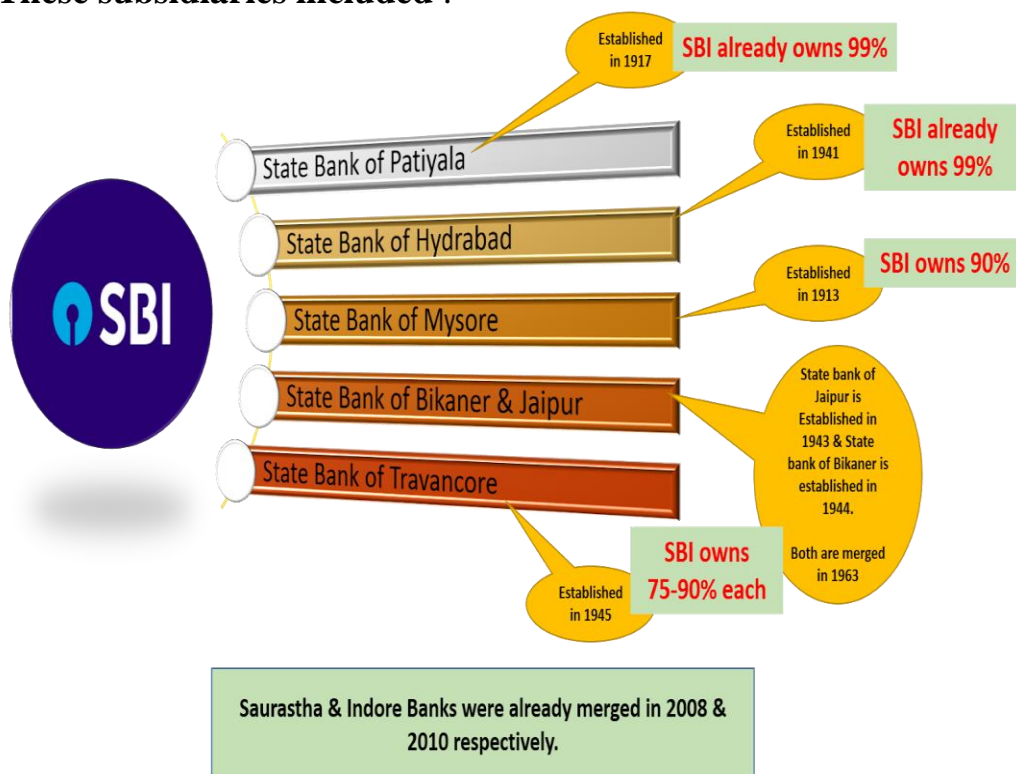 These subsidiaries included :
Established
in 1917
SBI already owns 99%
State Bank of Patiyala
Established
in 1941
SBI already
owns 99%
State Bank of Hydrabad
Established
in 1913
SBI owns 90%
State Bank of Mysore
SBI
State Bank of Bikaner & Jaipur
State bank of
Jaipur is
Established in
1943 & State
bank of Bikaner is
established in
1944.
Both are merged
in 1963
State Bank of Travancore
SBI owns
75-90% each
Established
in 1945
Saurastha & Indore Banks were already merged in 2008 &
2010 respectively.